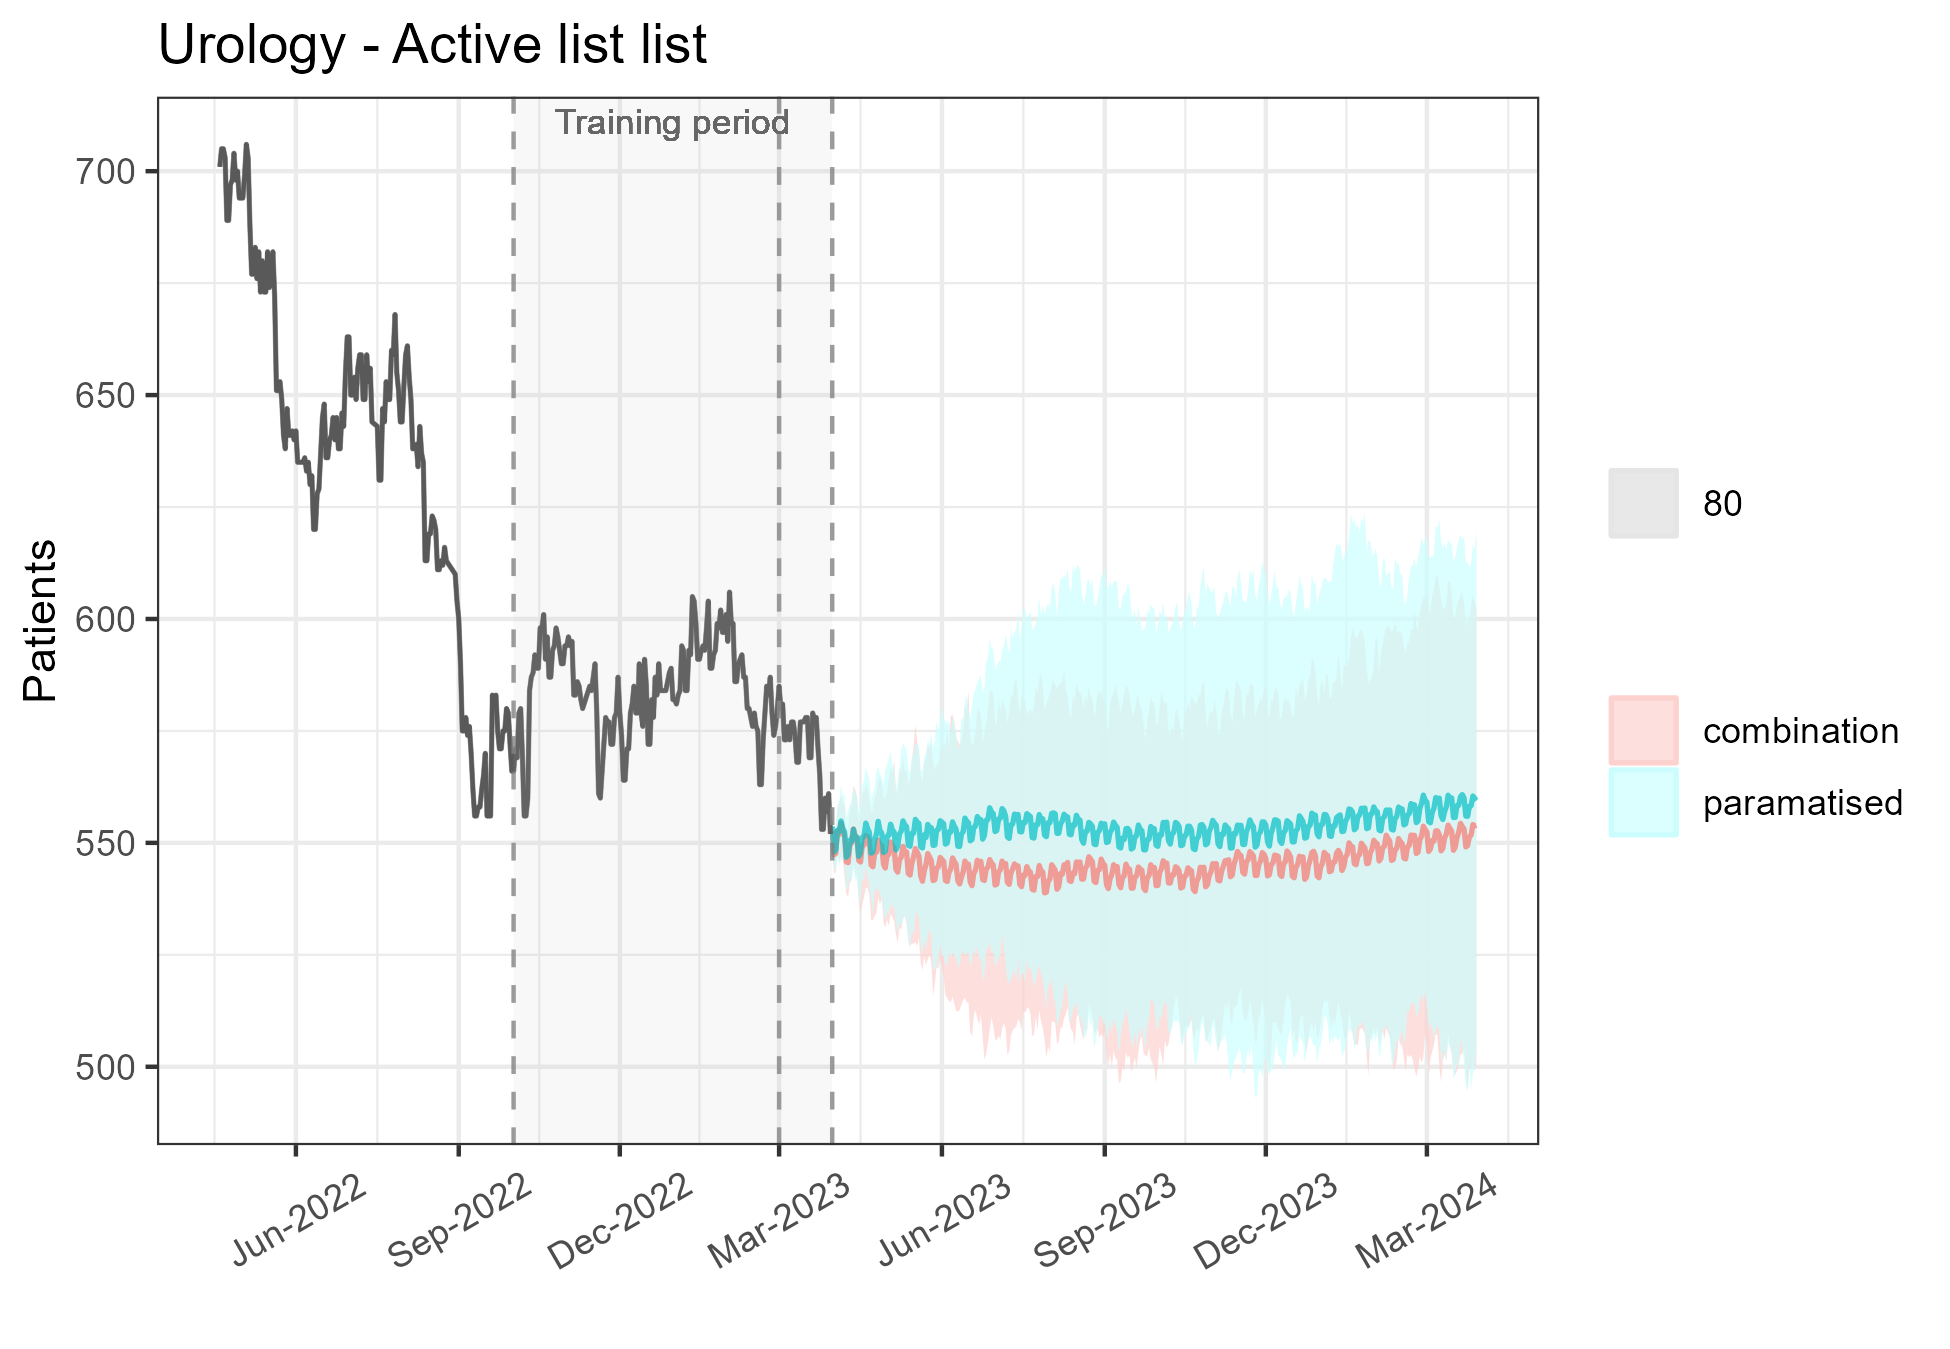 Urology - Active list list
Training period
Patients
700
650
600
550
500
Jun-2022
Sep-2022
Dec-2022
Mar-2023
Jun-2023
Sep-2023
Dec-2023
Mar-2024
80
combination
paramatised